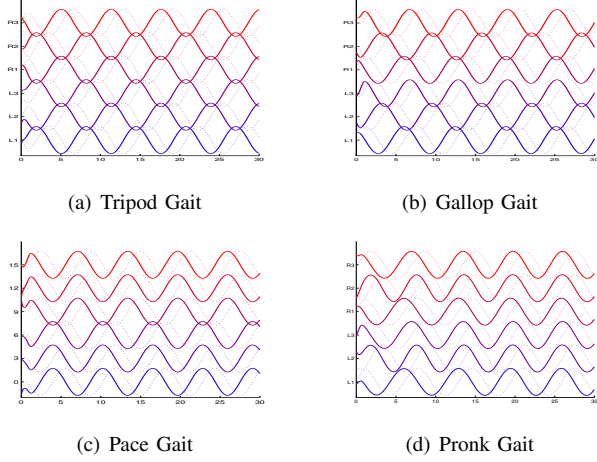 R3
R2
R1
L3
L2
L1
0 5 10 15 20 25 30
(a) Tripod Gait
R3
R2
R1
L3
L2
L1
0 5 10 15 20 25 30
(b) Gallop Gait
15
12
9
6
3
0
0 5 10 15 20 25 30
(c) Pace Gait
R3
R2
R1
L3
L2
L1
0 5 10 15 20 25 30
(d) Pronk Gait